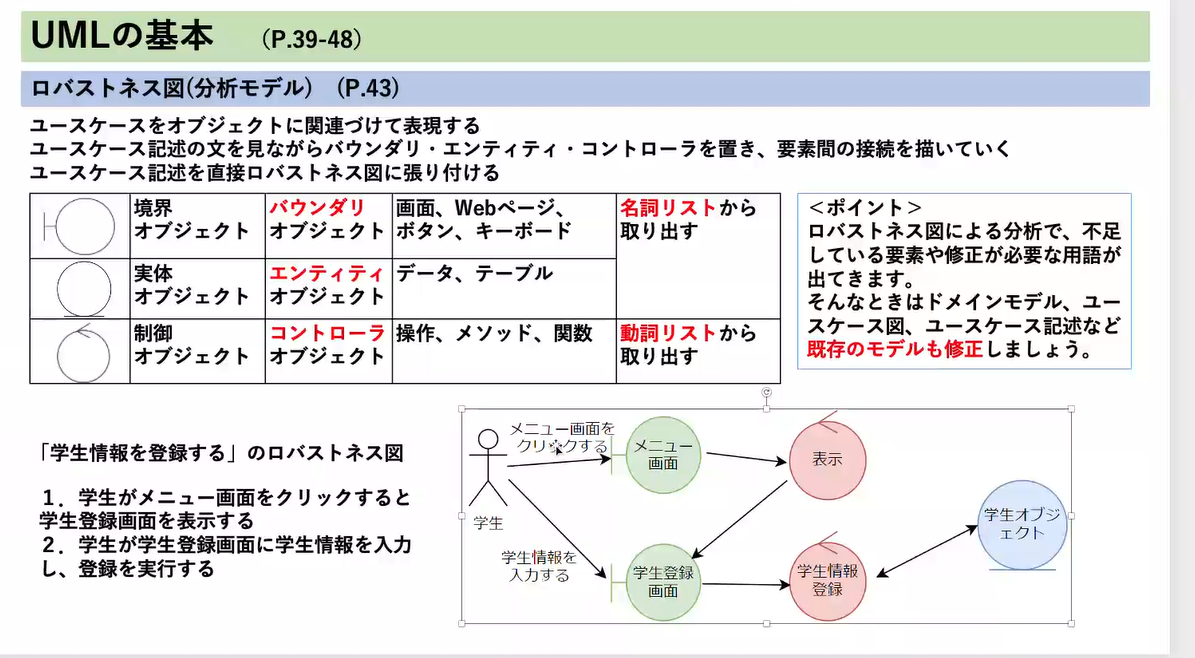 UMLの基本 （P.39-48）
ロバストネス図(分析モデル) (P.43)
ユースケースをオブジェクトに関連づけて表現する
ユースケース記述の文を見ながらバウンダリ・エンティティ・コントローラを置き、要素間の接続を描いていく
ユースケース記述を直接ロバストネス図に張り付ける
境界
オブジェクト
バウンダリ
オブジェクト
画面、Webページ、
ボタン、キーボード
名詞リストから
取り出す
実体
オブジェクト
エンティティ
オブジェクト
データ、テーブル
制御
オブジェクト
コントローラ
オブジェクト
操作、メソッド、関数
動詞リストから
取り出す
＜ポイント＞
ロバストネス図による分析で、不足
している要素や修正が必要な用語が
出てきます。
そんなときはドメインモデル、ユー
スケース図、ユースケース記述など
既存のモデルも修正しましょう。
「学生情報を登録する」のロバストネス図
１．学生がメニュー画面をクリックすると
学生登録画面を表示する
２．学生が学生登録画面に学生情報を入力
し、登録を実行する
メニュー画面を
クリックする
メニュー
画面
表示
学生
学生情報を
入力する
学生登録
画面
学生情報
登録
学生オブジ
ェクト